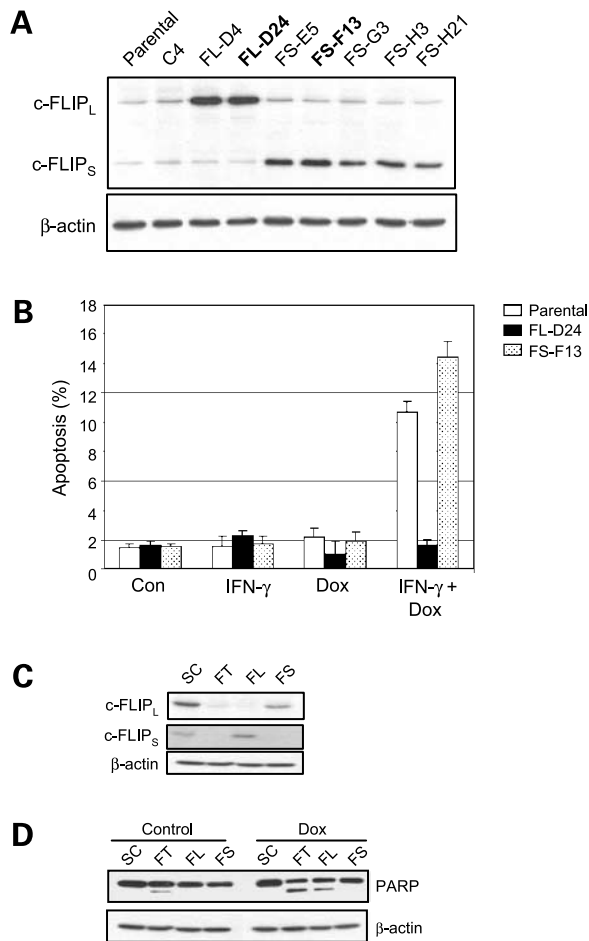 A
Parental C4 FL-D4 FL-D24 FS-E5 FS-F13 FS-G3 FS-H3 FS-H21
c-FLIPL
c-FLIPS
β-actin
B
Apoptosis (%)
18
16
14
12
10
8
6
4
2
0
Con IFN-γ Dox IFN-γ +
Dox
Parental
FL-D24
FS-F13
C
SC FT FL FS
c-FLIPL
c-FLIPS
β-actin
D
Control Dox
SC FT FL FS SC FT FL FS
PARP
β-actin